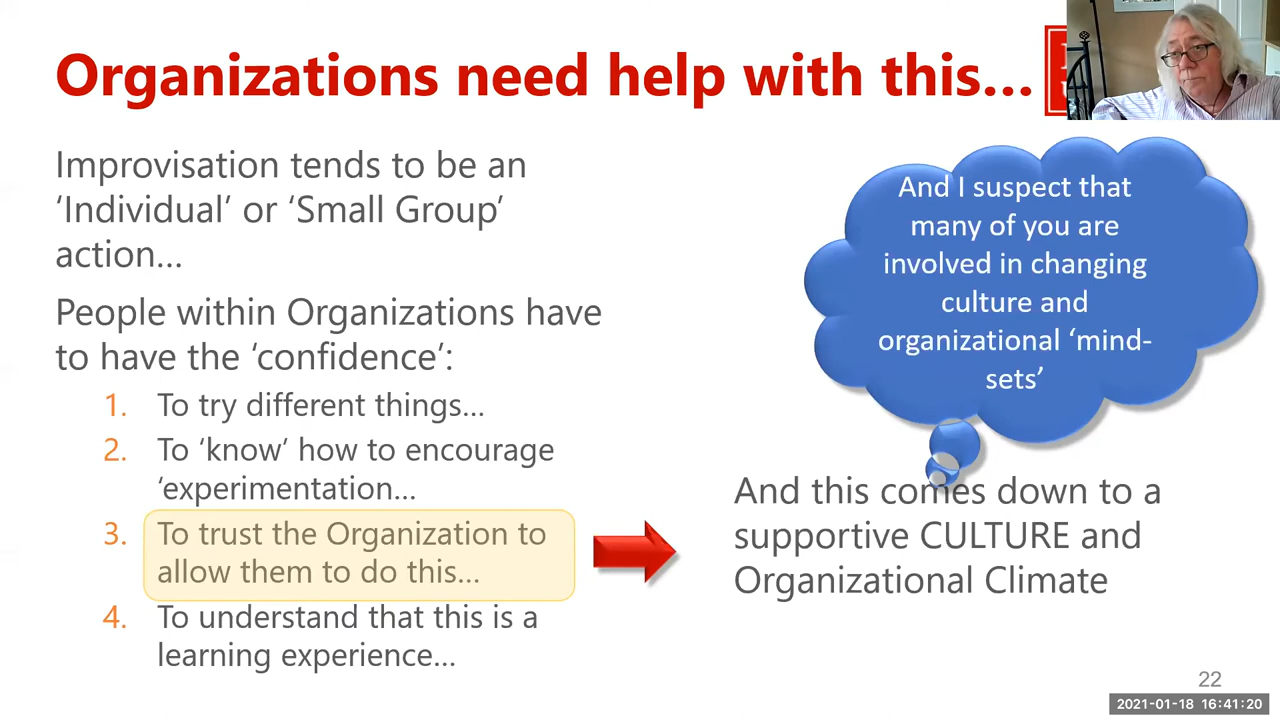 Organizations need help with this...
Improvisation tends to be an
‘Individual’ or ‘Small Group’
action...
People within Organizations have
to have the ‘confidence’:
1. To try different things...
2. To ‘know’ how to encourage
‘experimentation...
3. To trust the Organization to
allow them to do this...
4. To understand that this is a
learning experience...
And I suspect that
many of you are
involved in changing
culture and
organizational ‘mind-
sets’
And this comes down to a
supportive CULTURE and
Organizational Climate
22
2021-01-18 16:41:20